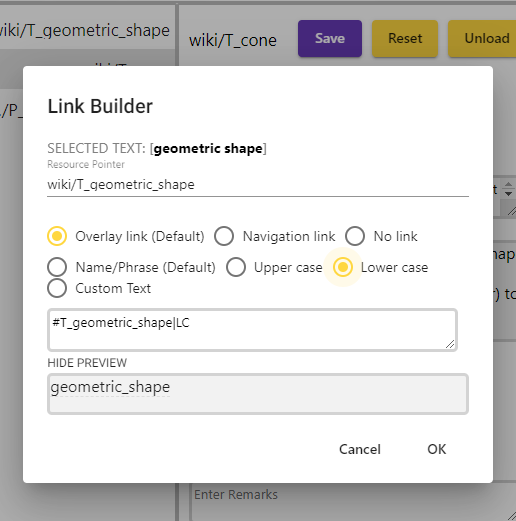 wiki/T_geometric_shape
wiki/T_cone
Save
Reset
Unload
/P_
Link Builder
SELECTED TEXT: [geometric shape]
Resource Pointer
wiki/T_geometric_shape
Overlay link (Default)
Navigation link
No link
Name/Phrase (Default)
Upper case
Lower case
Custom Text
#T_geometric_shape|LC
HIDE PREVIEW
geometric_shape
Cancel
OK
Enter Remarks